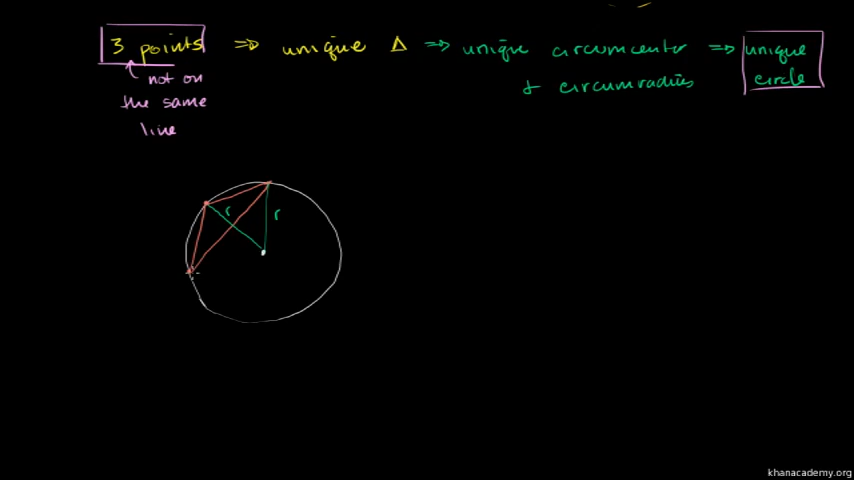 3 points ⇒ unique Δ ⇒ unique circumcenter ⇒ unique
+ circumradius circle
not on
the same
line
r r
khanacademy.org